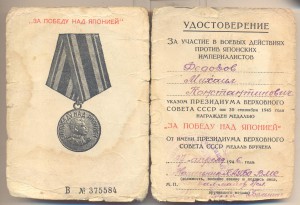 "ЗА ПОБЕДУ НАД ЯПОНИЕЙ"
В № 375584
УДОСТОВЕРЕНИЕ
ЗА УЧАСТИЕ В БОЕВЫХ ДЕЙСТВИЯХ
ПРОТИВ ЯПОНСКИХ
ИМПЕРИАЛИСТОВ
Михаил
Константинович
УКАЗОМ ПРЕЗИДИУМА ВЕРХОВНОГО
СОВЕТА СССР от 30 сентября 1945 года
НАГРАЖДЕН МЕДАЛЬЮ
"ЗА ПОБЕДУ НАД ЯПОНИЕЙ"
ОТ ИМЕНИ ПРЕЗИДИУМА ВЕРХОВНОГО
СОВЕТА СССР МЕДАЛЬ ВРУЧЕНА
194 г.
М. П.